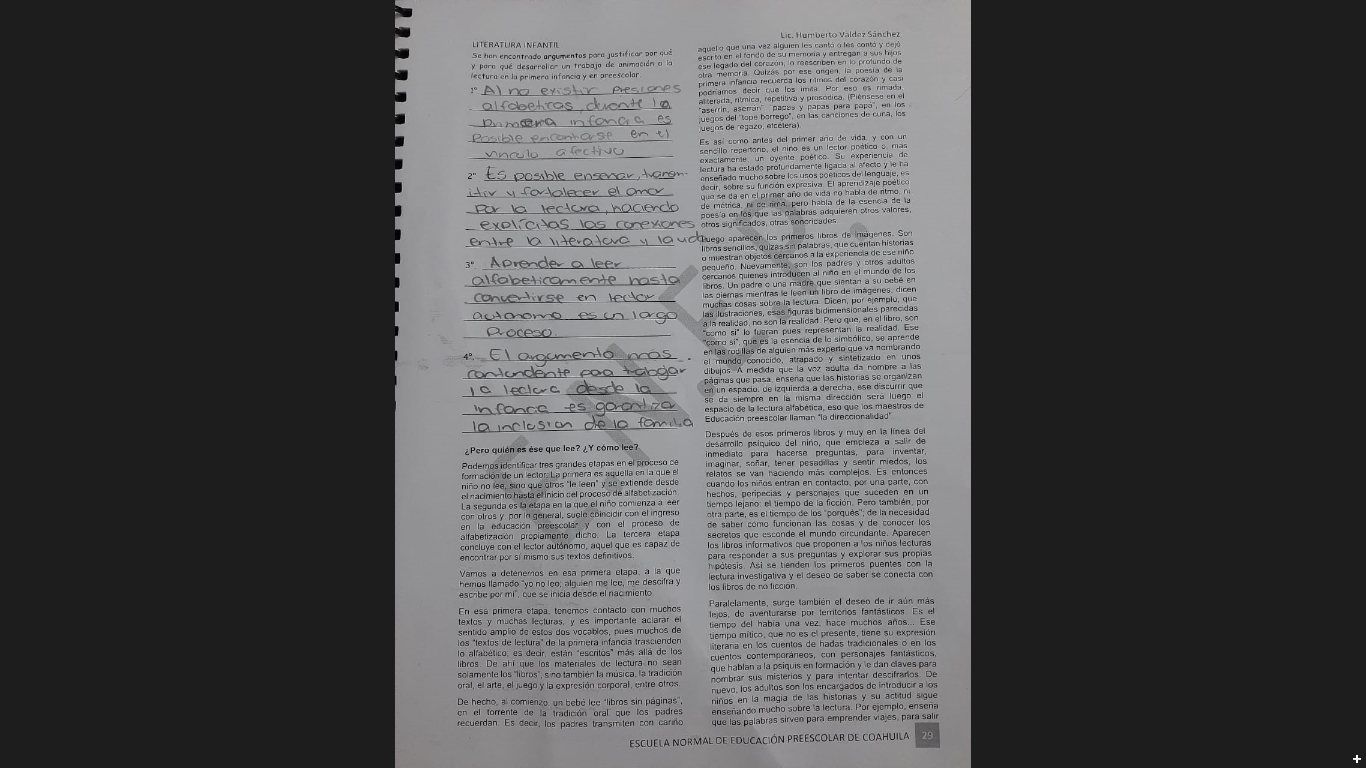 LITERATURA INFANTIL
Se han encontrado argumentos para justificar por qué
y para qué desarrollar un trabajo de animación a la
lectura en la primera infancia y en preescolar.
1° Al no existir presiones
alfabeticas durente la
primera infancia es
posible encontarse en el
vinculo afectivo
2° Es posible enseñar, transm-
itir y fortalecer el amor
Por la lectura, haciendo
explícitas las conexiones
entre la literatura y la vida
3° Aprender a leer
alfabeticamente hasta
convertirse en lector
autonomo es un largo
Proceso.
4° El argumento mas
contundente paa trabajar
la lectura desde la
infancia es garantiza
la inclusion de la familia
¿Pero quién es ése que lee? ¿Y cómo lee?
Podemos identificar tres grandes etapas en el proceso de
formación de un lector: La primera es aquella en la que el
niño no lee, sino que otros "le leen" y se extiende desde
el nacimiento hasta el inicio del proceso de alfabetización.
La segunda es la etapa en la que el niño comienza a leer
con otros y, por lo general, suele coincidir con el ingreso
en la educación preescolar y con el proceso de
alfabetización propiamente dicho. La tercera etapa
concluye con el lector autónomo, aquel que es capaz de
encontrar por sí mismo sus textos definitivos.
Vamos a detenernos en esa primera etapa, a la que
hemos llamado "yo no leo; alguien me lee, me descifra y
escribe por mí", que se inicia desde el nacimiento.
En esa primera etapa, tenemos contacto con muchos
textos y muchas lecturas, y es importante aclarar el
sentido amplio de estos dos vocablos, pues muchos de
los "textos de lectura" de la primera infancia trascienden
lo alfabético; es decir, están "escritos" más allá de los
libros. De ahí que los materiales de lectura no sean
solamente los "libros", sino también la música, la tradición
oral, el arte, el juego y la expresión corporal, entre otros.
De hecho, al comienzo, un bebé lee "libros sin páginas",
en el torrente de la tradición oral que los padres
recuerdan. Es decir, los padres transmiten con cariño
Lic. Humberto Valdez Sánchez
aquello que una vez alguien les cantó o les contó y dejó
escrito en el fondo de su memoria y entregan a sus hijos
ese legado del corazón, lo reescriben en lo profundo de
otra memoria. Quizás por ese origen, la poesía de la
primera infancia recuerda los ritmos del corazón y casi
podríamos decir que los imita. Por eso es rimada,
aliterada, rítmica, repetitiva y prosódica. (Piénsese en el
"aserrín, aserrán" "papas y papas para papá", en los
juegos del "tope borrego", en las canciones de cuna, los
juegos de regazo, etcétera).
Es así como antes del primer año de vida, y con un
sencillo repertorio, el niño es un lector poético o, más
exactamente, un oyente poético. Su experiencia de
lectura ha estado profundamente ligada al afecto y le ha
enseñado mucho sobre los usos poéticos del lenguaje, es
decir, sobre su función expresiva. El aprendizaje poético
que se da en el primer año de vida no habla de ritmo, ni
de métrica, ni de rima, pero habla de la esencia de la
poesía en los que las palabras adquieren otros valores,
otros significados, otras sonoridades.
Luego aparecen los primeros libros de imágenes. Son
libros sencillos, quizás sin palabras, que cuentan historias
o muestran objetos cercanos a la experiencia de ese niño
pequeño. Nuevamente, son los padres y otros adultos
cercanos quienes introducen al niño en el mundo de los
libros. Un padre o una madre que sientan a su bebé en
las piernas mientras le leen un libro de imágenes, dicen
muchas cosas sobre la lectura. Dicen, por ejemplo, que
las ilustraciones, esas figuras bidimensionales parecidas
a la realidad, no son la realidad. Pero que, en el libro, son
"como si" lo fueran pues representan la realidad. Ese
"como si", que es la esencia de lo simbólico, se aprende
en las rodillas de alguien más experto que va nombrando
el mundo conocido, atrapado y sintetizado en unos
dibujos. A medida que la voz adulta da nombre a las
páginas que pasa, enseña que las historias se organizan
en un espacio: de izquierda a derecha, ese discurrir que
se da siempre en la misma dirección será luego el
espacio de la lectura alfabética, eso que los maestros de
Educación preescolar llaman "la direccionalidad".
Después de esos primeros libros y muy en la línea del
desarrollo psíquico del niño, que empieza a salir de
inmediato para hacerse preguntas, para inventar,
imaginar, soñar, tener pesadillas y sentir miedos, los
relatos se van haciendo más complejos. Es entonces
cuando los niños entran en contacto, por una parte, con
hechos, peripecias y personajes que suceden en un
tiempo lejano: el tiempo de la ficción. Pero también, por
otra parte, es el tiempo de los "porqués"; de la necesidad
de saber cómo funcionan las cosas y de conocer los
secretos que esconde el mundo circundante. Aparecen
los libros informativos que proponen a los niños lecturas
para responder a sus preguntas y explorar sus propias
hipótesis. Así se tienden los primeros puentes con la
lectura investigativa y el deseo de saber se conecta con
los libros de no ficción.
Paralelamente, surge también el deseo de ir aún más
lejos, de aventurarse por territorios fantásticos. Es el
tiempo del había una vez, hace muchos años... Ese
tiempo mítico, que no es el presente, tiene su expresión
literaria en los cuentos de hadas tradicionales o en los
cuentos contemporáneos, con personajes fantásticos,
que hablan a la psiquis en formación y le dan claves para
nombrar sus misterios y para intentar descifrarlos. De
nuevo, los adultos son los encargados de introducir a los
niños en la magia de las historias y su actitud sigue
enseñando mucho sobre la lectura. Por ejemplo, enseña
que las palabras sirven para emprender viajes, para salir
ESCUELA NORMAL DE EDUCACIÓN PREESCOLAR DE COAHUILA 29